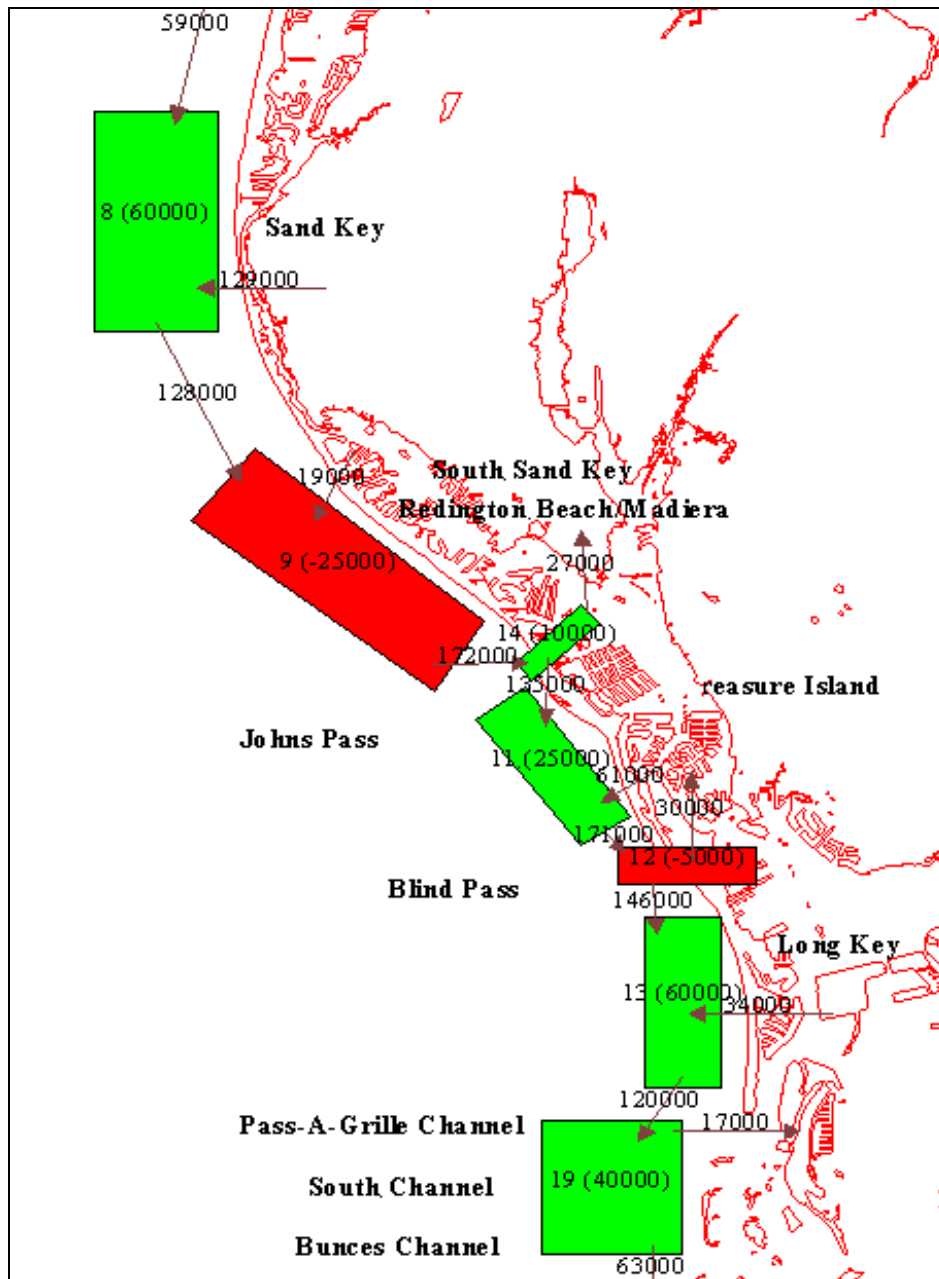 59000
8 (60000)
Sand Key
129000
128000
19000
South Sand Key
Redington Beach/Madiera
9 (-25000)
27000
14 (10000)
172000
135000
reasure Island
Johns Pass
11 (25000)
61000
30000
171000
12 (-5000)
Blind Pass
146000
Long Key
13 (60000)
34000
120000
Pass-A-Grille Channel
17000
19 (40000)
South Channel
Bunces Channel
63000